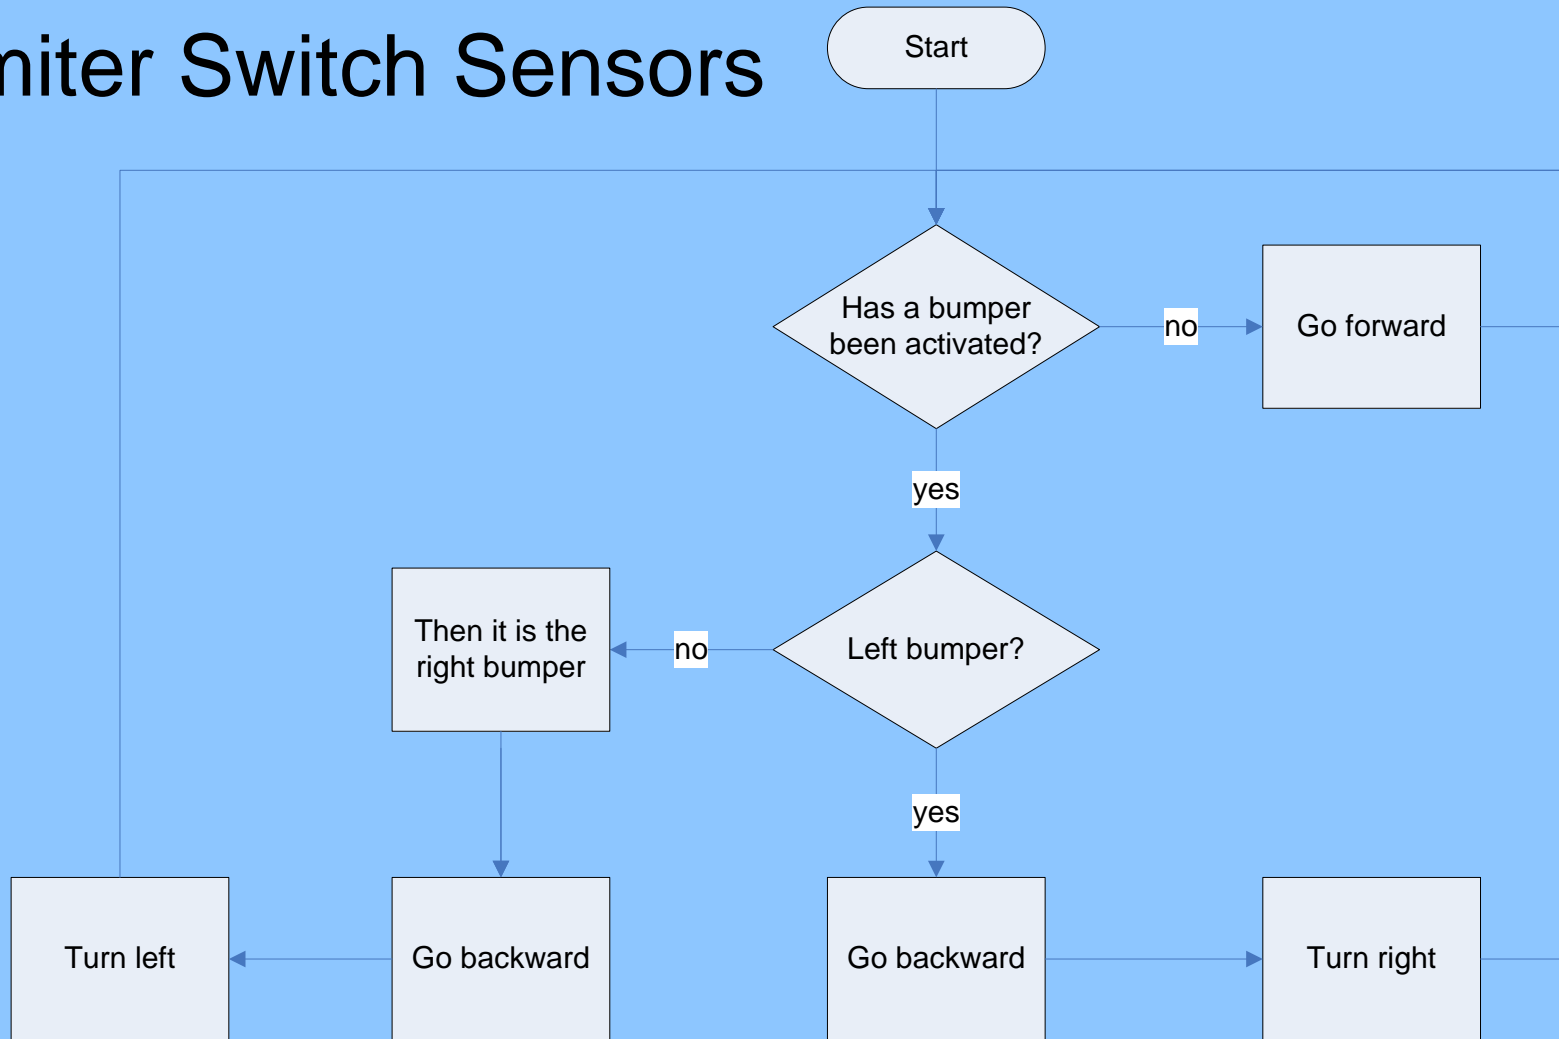 miter Switch Sensors
Start
Has a bumper
been activated?
no
Go forward
yes
Then it is the
right bumper
no
Left bumper?
yes
Turn left
Go backward
Go backward
Turn right